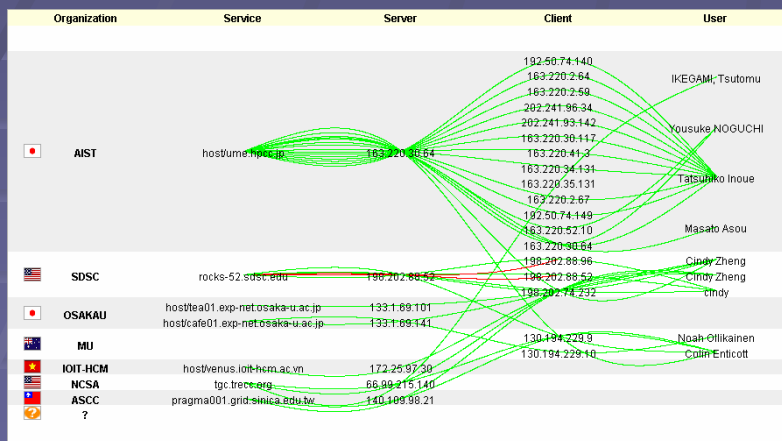 Organization Service Server Client User
192.50.74.140
163.220.2.64
IKEGAMI, Tsutomu
163.220.2.59
202.241.96.34
202.241.93.142
Yousuke NOGUCHI
163.220.30.117
AIST host/ume.hpcc.jp 163.220.30.64 163.220.41.3
163.220.34.131
Tatsuhiko Inoue
163.220.35.131
163.220.2.67
192.50.74.149
163.220.52.10
Masato Asou
163.220.30.64
198.202.88.96 Cindy Zheng
SDSC rocks-52.sdsc.edu 198.202.88.52 198.202.88.52 Cindy Zheng
198.202.74.232 cindy
host/tea01.exp-net.osaka-u.ac.jp 133.1.69.101
OSAKAU
host/cafe01.exp-net.osaka-u.ac.jp 133.1.69.141
130.194.229.9 Noah Ollikainen
MU
130.194.229.10 Colin Enticott
IOIT-HCM host/venus.ioit-hcm.ac.vn 172.25.97.30
NCSA tgc.trecc.org 66.99.215.140
ASCC pragma001.grid.sinica.edu.tw 140.109.98.21
? ?